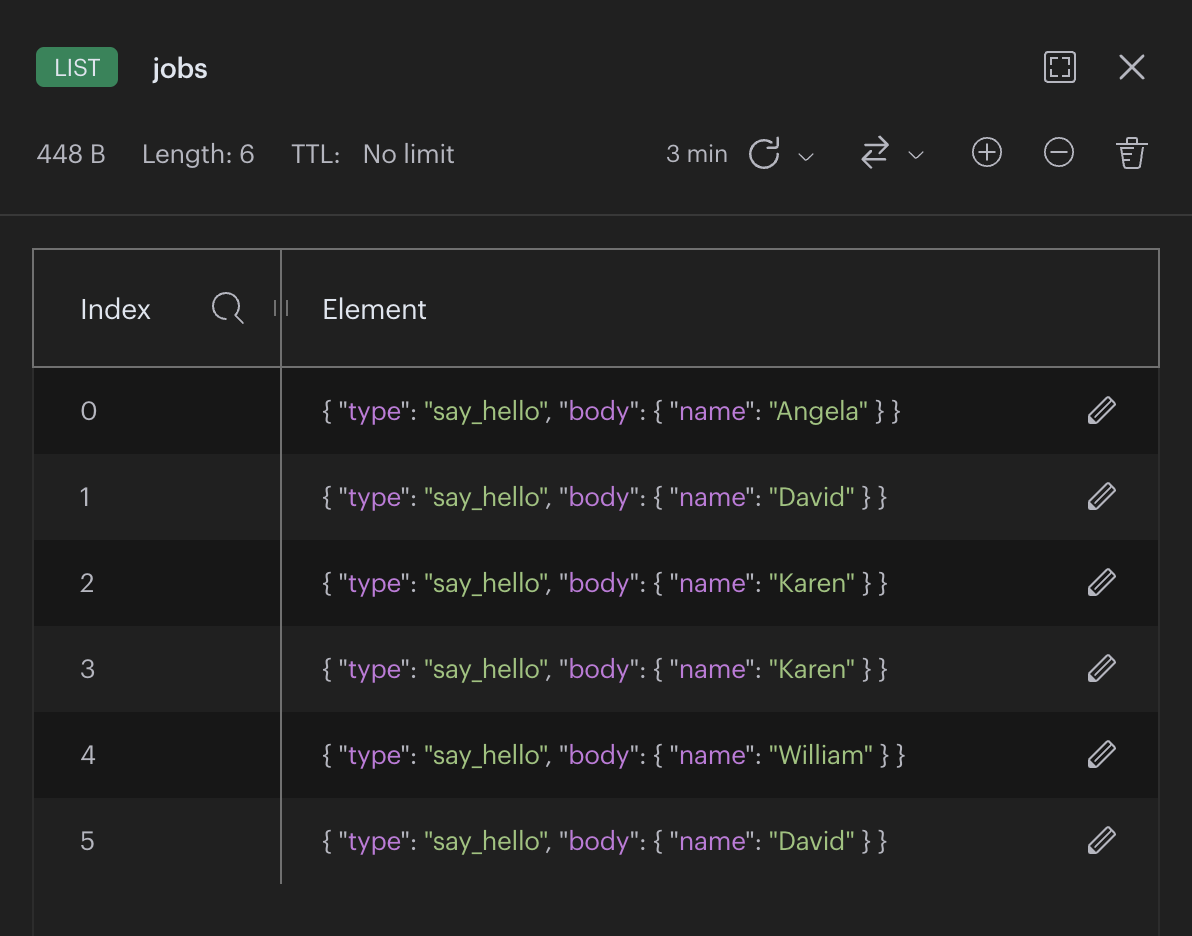 LIST jobs
448 B Length: 6 TTL: No limit 3 min
Index Element
0 { "type": "say_hello", "body": { "name": "Angela" } }
1 { "type": "say_hello", "body": { "name": "David" } }
2 { "type": "say_hello", "body": { "name": "Karen" } }
3 { "type": "say_hello", "body": { "name": "Karen" } }
4 { "type": "say_hello", "body": { "name": "William" } }
5 { "type": "say_hello", "body": { "name": "David" } }